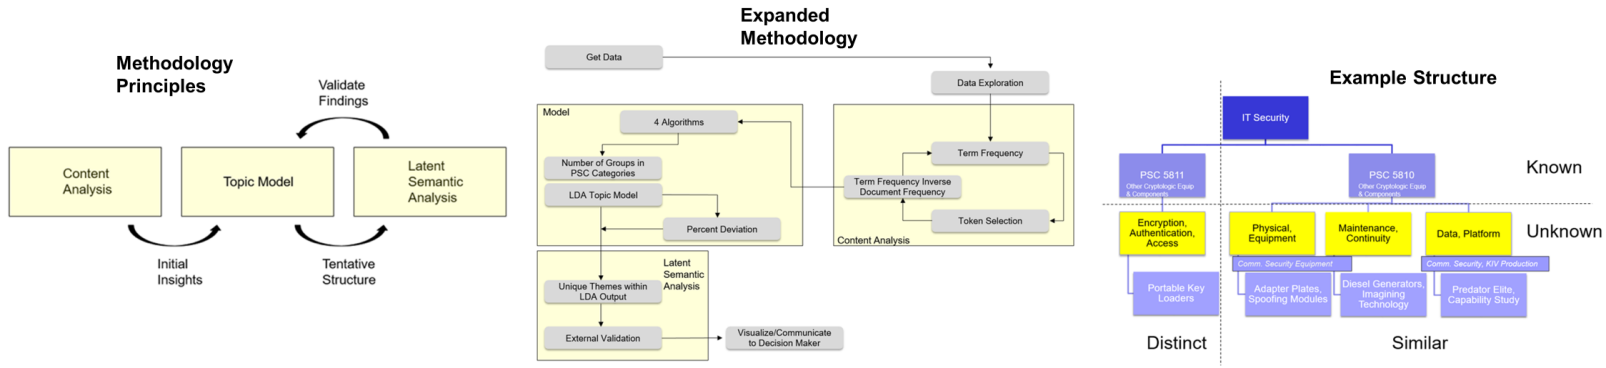 Methodology
Principles
Validate
Findings
Content
Analysis
Topic Model
Latent
Semantic
Analysis
Initial
Insights
Tentative
Structure
Expanded
Methodology
Get Data
Data Exploration
Model
4 Algorithms
Number of Groups in
PSC Categories
LDA Topic Model
Percent Deviation
Term Frequency
Term Frequency Inverse
Document Frequency
Token Selection
Content Analysis
Latent
Semantic
Analysis
Unique Themes within
LDA Output
External Validation
Visualize/Communicate
to Decision Maker
Example Structure
IT Security
PSC 5811
Other Cryptologic Equip
& Components
PSC 5810
Other Cryptologic Equip
& Components
Known
Encryption,
Authentication,
Access
Physical,
Equipment
Maintenance,
Continuity
Data, Platform
Unknown
Comm. Security Equipment
Comm. Security, KIV Production
Portable Key
Loaders
Adapter Plates,
Spoofing Modules
Diesel Generators,
Imagining
Technology
Predator Elite,
Capability Study
Distinct
Similar